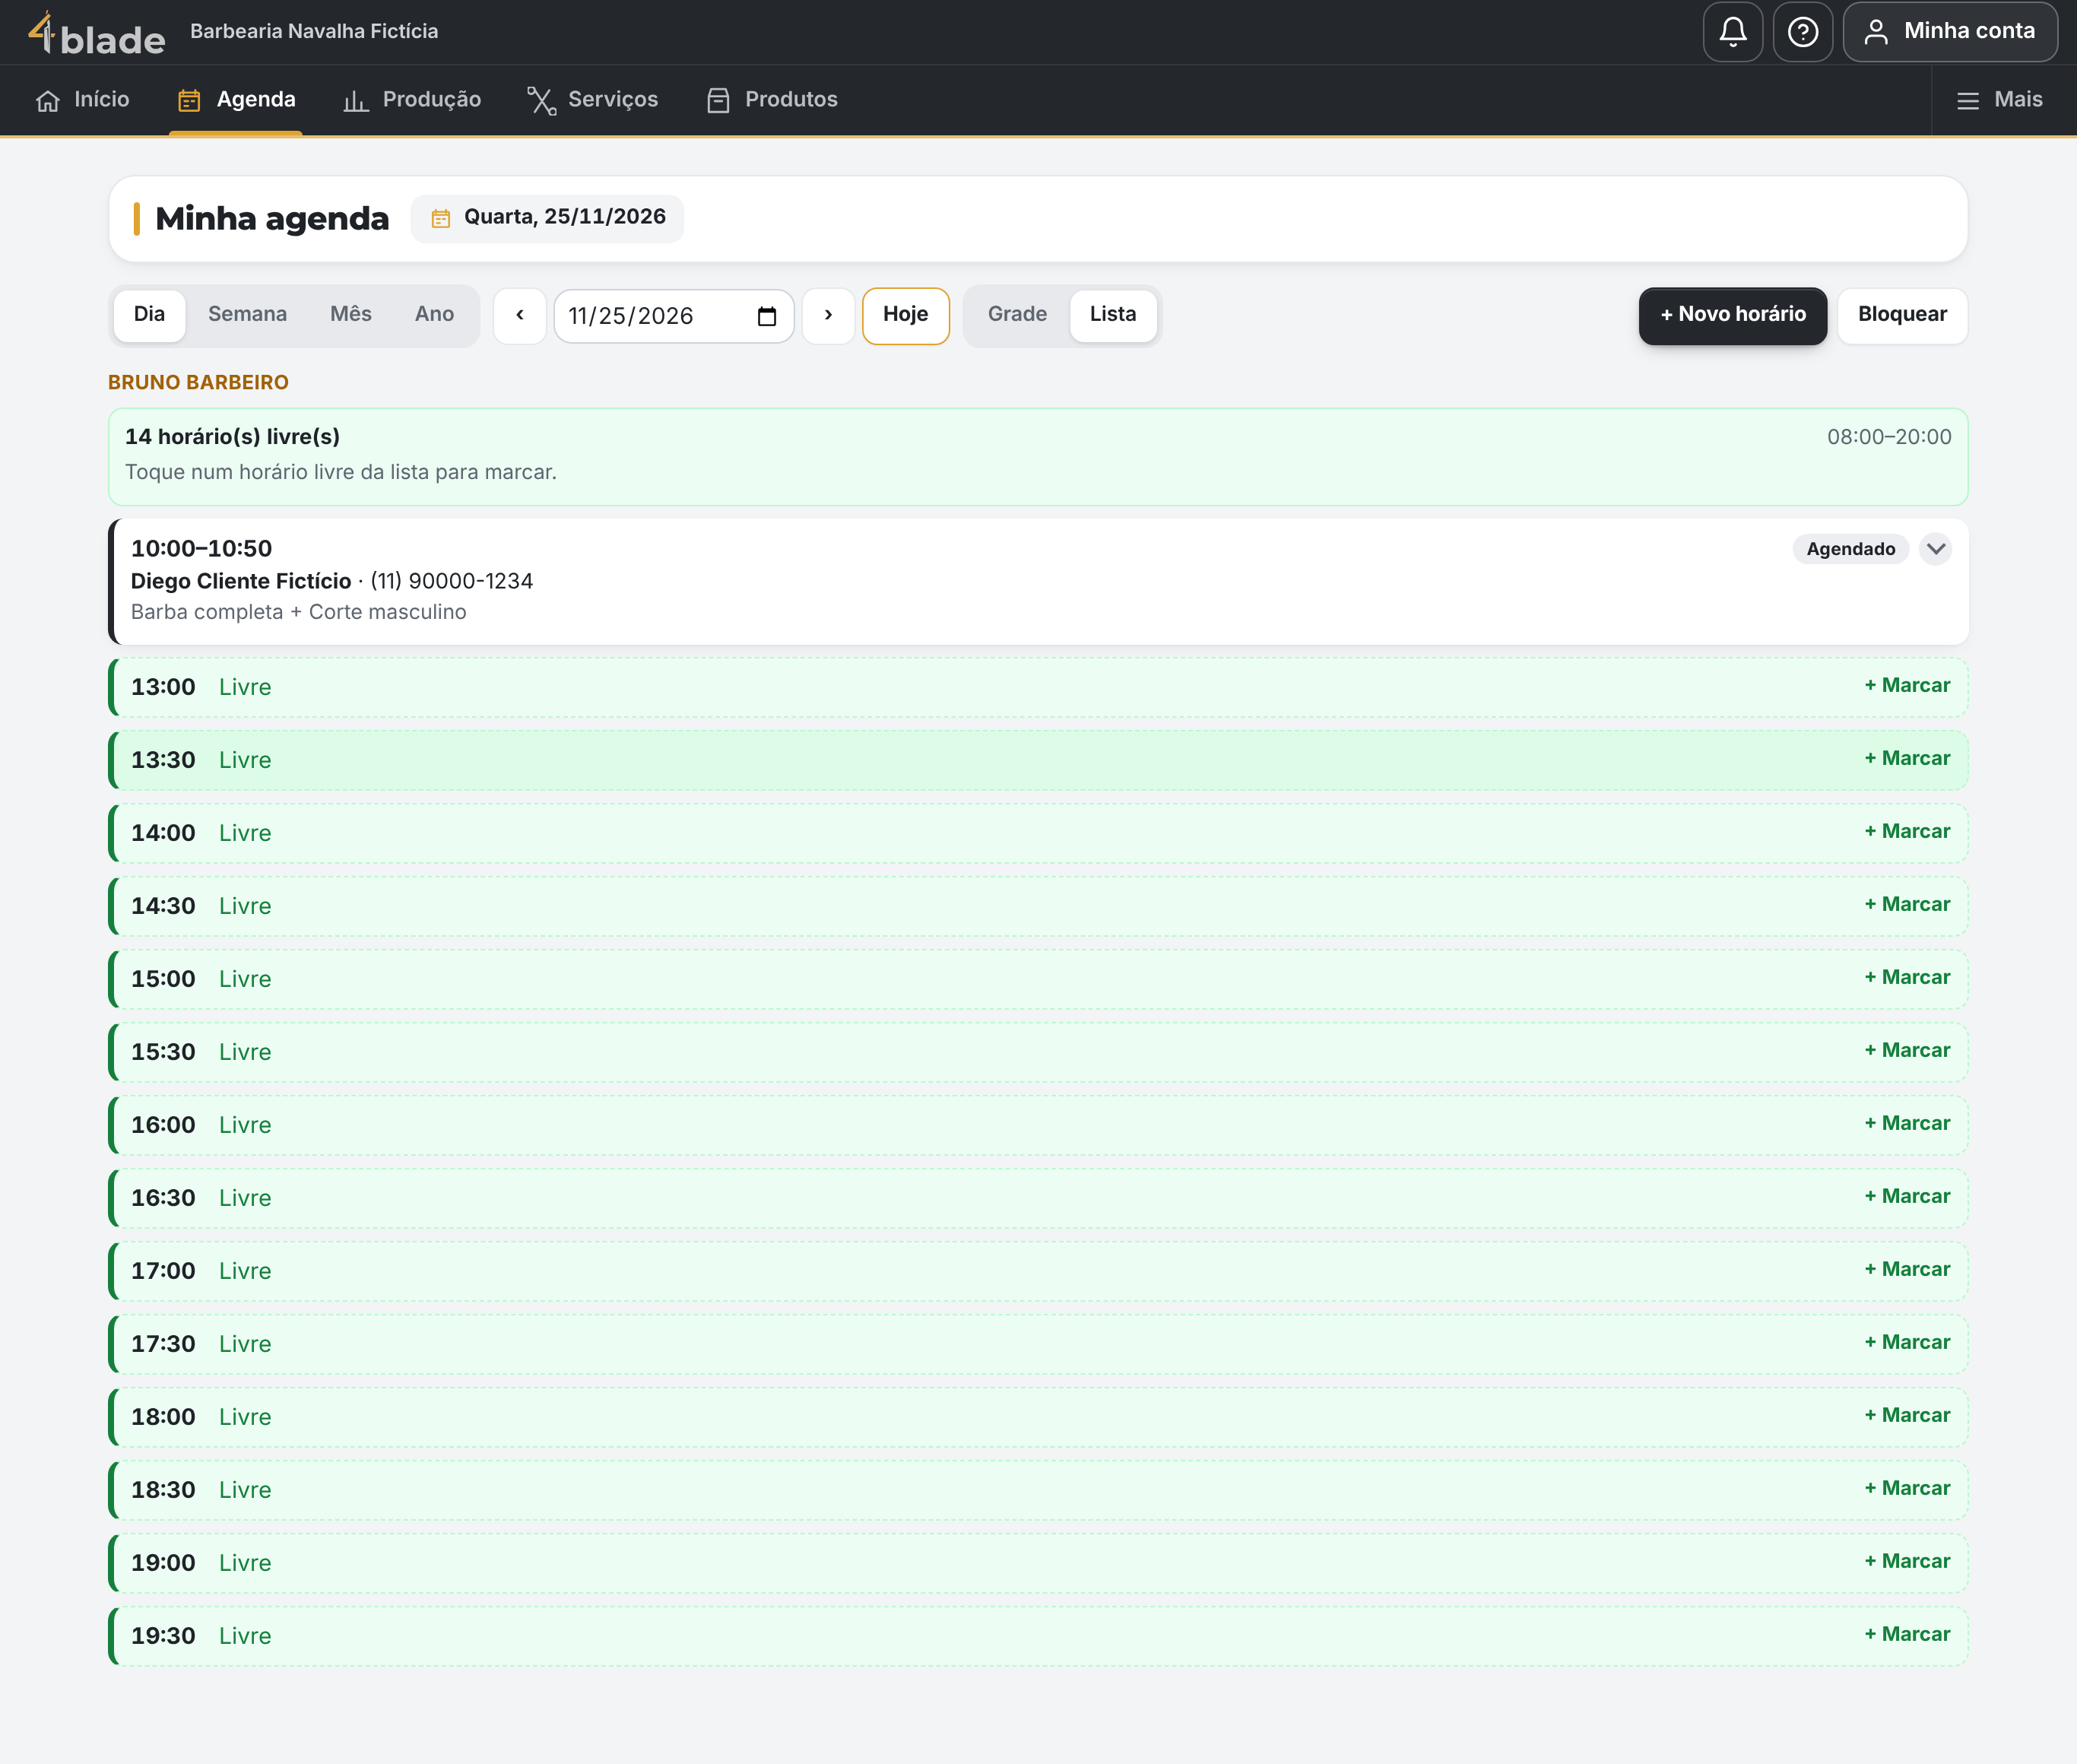 4blade Barbearia Navalha Fictícia Minha conta
Início Agenda Produção Serviços Produtos Mais
Minha agenda Quarta, 25/11/2026
Dia Semana Mês Ano ‹ 11/25/2026 › Hoje Grade Lista + Novo horário Bloquear
BRUNO BARBEIRO
14 horário(s) livre(s) 08:00–20:00
Toque num horário livre da lista para marcar.
10:00–10:50 Agendado
Diego Cliente Fictício · (11) 90000-1234
Barba completa + Corte masculino
13:00 Livre + Marcar
13:30 Livre + Marcar
14:00 Livre + Marcar
14:30 Livre + Marcar
15:00 Livre + Marcar
15:30 Livre + Marcar
16:00 Livre + Marcar
16:30 Livre + Marcar
17:00 Livre + Marcar
17:30 Livre + Marcar
18:00 Livre + Marcar
18:30 Livre + Marcar
19:00 Livre + Marcar
19:30 Livre + Marcar